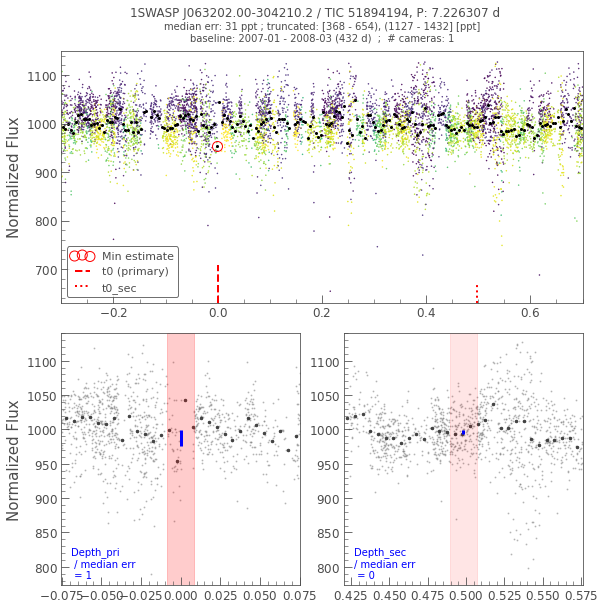 1SWASP J063202.00-304210.2 / TIC 51894194, P: 7.226307 d
median err: 31 ppt ; truncated: [368 - 654), (1127 - 1432] [ppt]
baseline: 2007-01 - 2008-03 (432 d)  ;  # cameras: 1
Normalized Flux
1100
1000
900
800
700
Min estimate
t0 (primary)
t0_sec
−0.2 0.0 0.2 0.4 0.6
Normalized Flux
1100
1050
1000
950
900
850
800
Depth_pri
/ median err
= 1
−0.075 −0.050 −0.025 0.000 0.025 0.050 0.075
1100
1050
1000
950
900
850
800
Depth_sec
/ median err
= 0
0.425 0.450 0.475 0.500 0.525 0.550 0.575